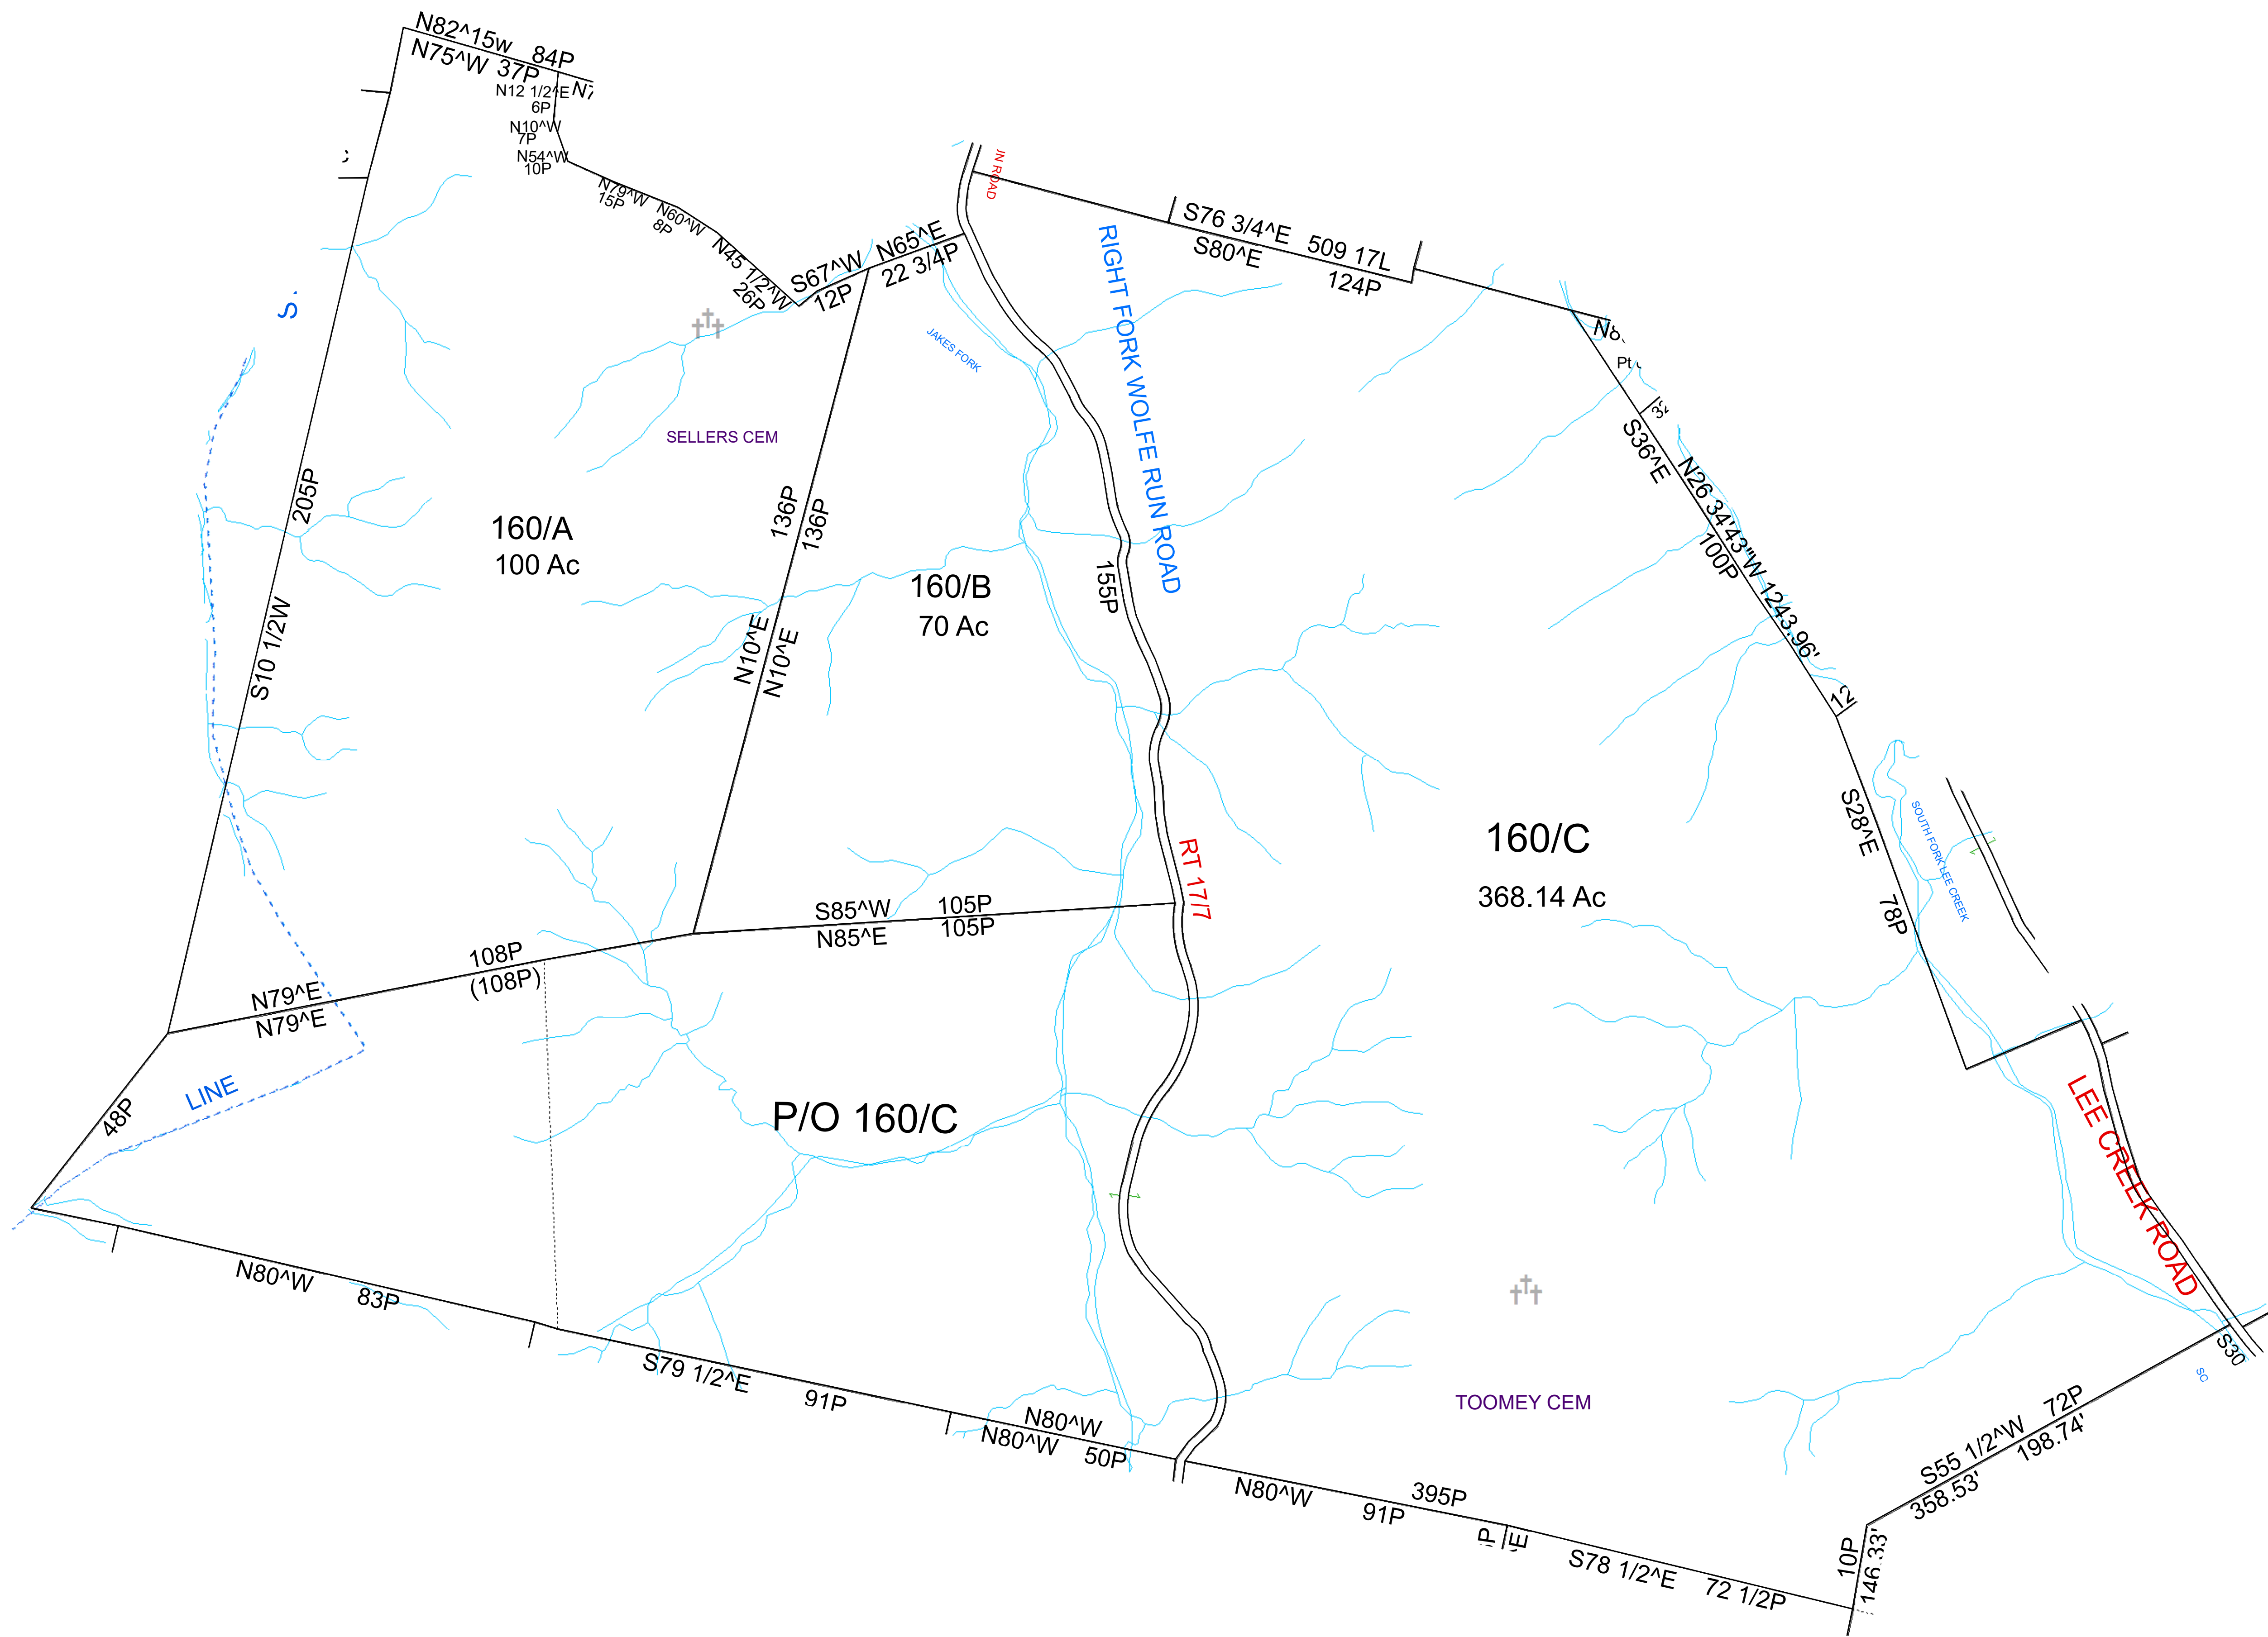 N82^15w 84P
N75^W 37P
N12 1/2^E
6P
N10^W
7P
N54^W
10P
N79^W
15P
N60^W
8P
N45 1/2^W
26P
S67^W
12P
N65^E
22 3/4P
JAKES FORK
RIGHT FORK WOLFE RUN ROAD
S76 3/4^E 509 17L
S80^E 124P
S36^E
100P
N26 34'43"W 1243.96'
SELLERS CEM
205P
S10 1/2W
160/A
100 Ac
136P
136P
N10^E
N10^E
160/B
70 Ac
155P
160/C
368.14 Ac
S28^E
78P
SOUTH FORK LEE CREEK
RT 17/7
S85^W 105P
N85^E 105P
108P
(108P)
N79^E
N79^E
48P
LINE
P/O 160/C
LEE CREEK ROAD
N80^W 83P
S79 1/2^E 91P
N80^W
N80^W 50P
395P
N80^W 91P
TOOMEY CEM
S78 1/2^E 72 1/2P
S55 1/2^W 72P
358.53' 198.74'
S30
10P
146.33'